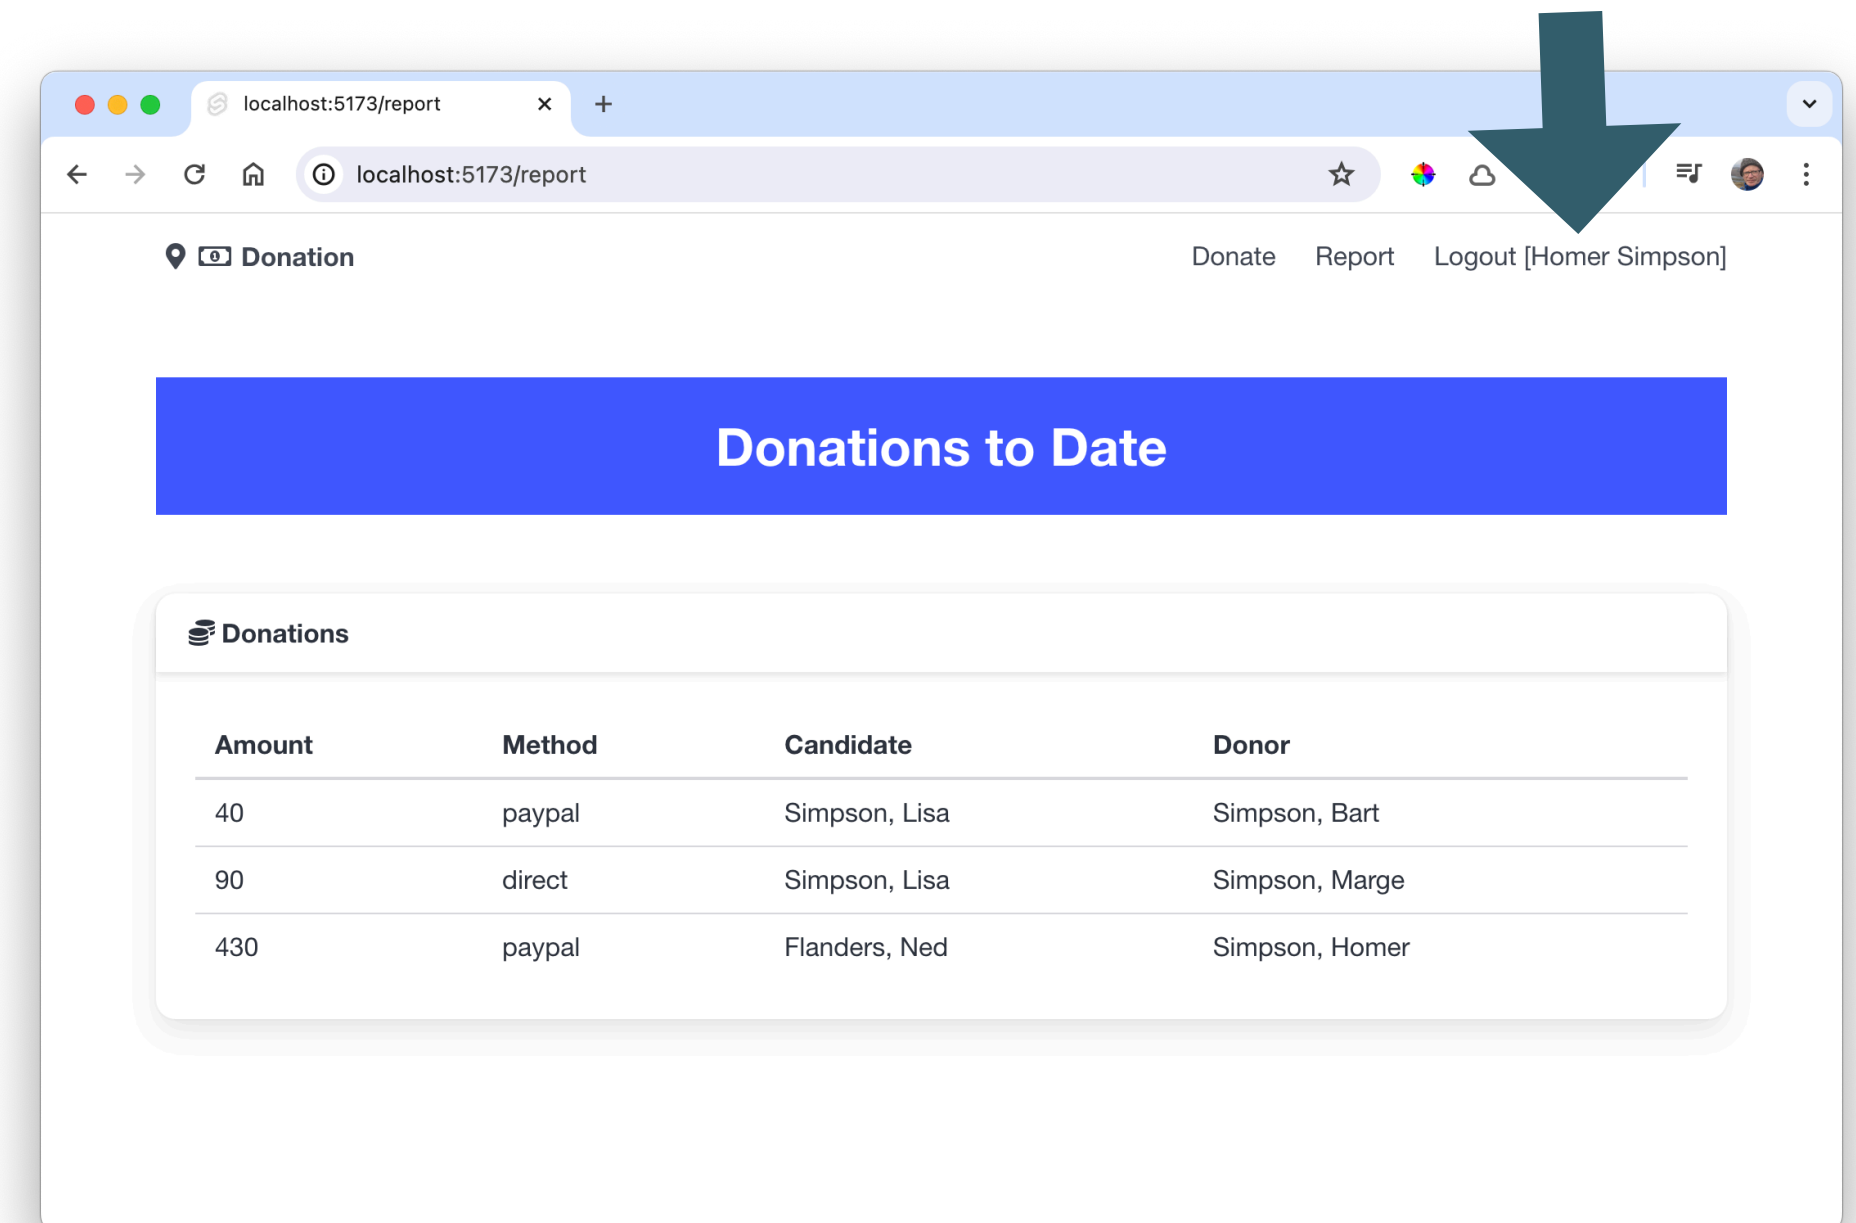 localhost:5173/report
localhost:5173/report
Donation Donate Report Logout [Homer Simpson]
Donations to Date
Donations
Amount Method Candidate Donor
40 paypal Simpson, Lisa Simpson, Bart
90 direct Simpson, Lisa Simpson, Marge
430 paypal Flanders, Ned Simpson, Homer